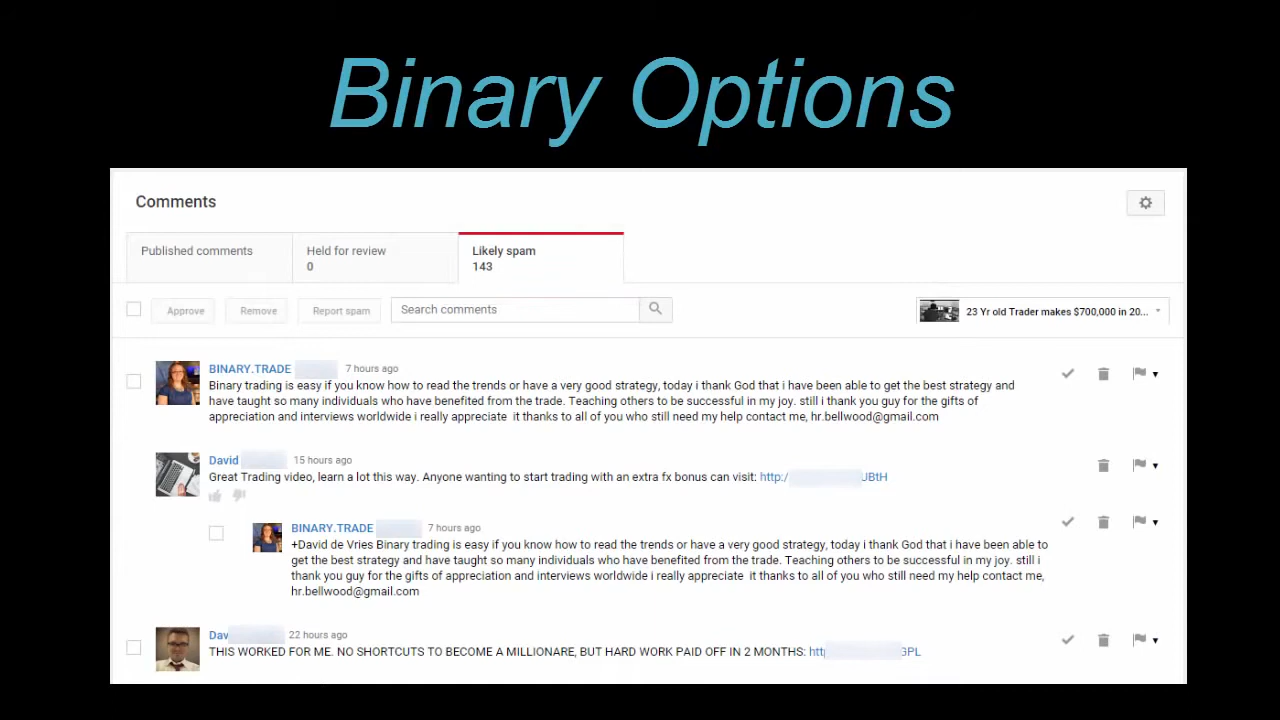 Binary Options
Comments
Published comments
Held for review
0
Likely spam
143
Approve
Remove
Report spam
Search comments
23 Yr old Trader makes $700,000 in 20...
BINARY.TRADE
7 hours ago
Binary trading is easy if you know how to read the trends or have a very good strategy, today i thank God that i have been able to get the best strategy and
have taught so many individuals who have benefited from the trade. Teaching others to be successful in my joy. still i thank you guy for the gifts of
appreciation and interviews worldwide i really appreciate  it thanks to all of you who still need my help contact me, hr.bellwood@gmail.com
David
15 hours ago
Great Trading video, learn a lot this way. Anyone wanting to start trading with an extra fx bonus can visit: http:/ JBtH
BINARY.TRADE
7 hours ago
+David de Vries Binary trading is easy if you know how to read the trends or have a very good strategy, today i thank God that i have been able to
get the best strategy and have taught so many individuals who have benefited from the trade. Teaching others to be successful in my joy. still i
thank you guy for the gifts of appreciation and interviews worldwide i really appreciate  it thanks to all of you who still need my help contact me,
hr.bellwood@gmail.com
Dav
22 hours ago
THIS WORKED FOR ME. NO SHORTCUTS TO BECOME A MILLIONARE, BUT HARD WORK PAID OFF IN 2 MONTHS: htt GPL